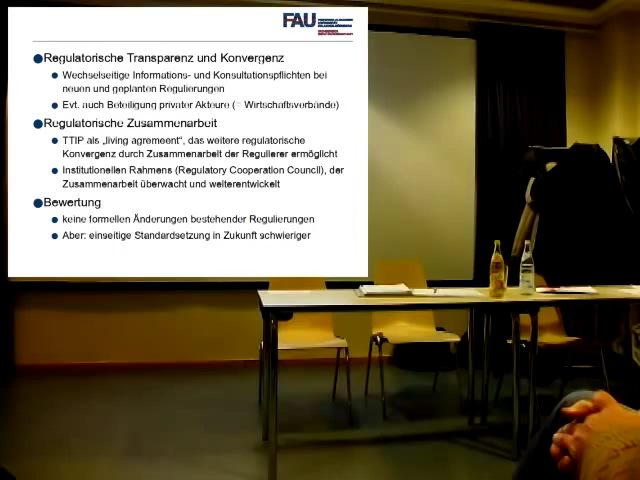 FAU
Regulatorische Transparenz und Konvergenz
Wechselseitige Informations- und Konsultationspflichten bei
neuen und geplanten Regulierungen
Evt. auch Beteiligung privater Akteure (= Wirtschaftsverbände)
Regulatorische Zusammenarbeit
TTIP als „living agreement“, das weitere regulatorische
Konvergenz durch Zusammenarbeit der Regulierer ermöglicht
Institutionellen Rahmens (Regulatory Cooperation Council), der
Zusammenarbeit überwacht und weiterentwickelt
Bewertung
keine formellen Änderungen bestehender Regulierungen
Aber: einseitige Standardsetzung in Zukunft schwieriger